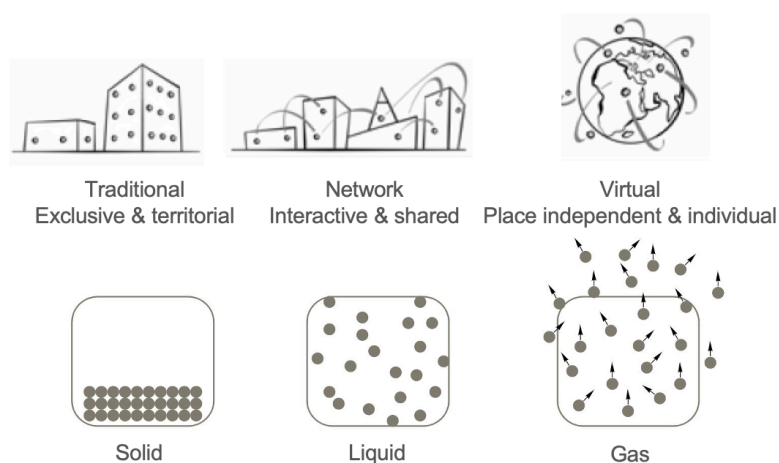 Traditional
Exclusive & territorial
Network
Interactive & shared
Virtual
Place independent & individual
Solid
Liquid
Gas